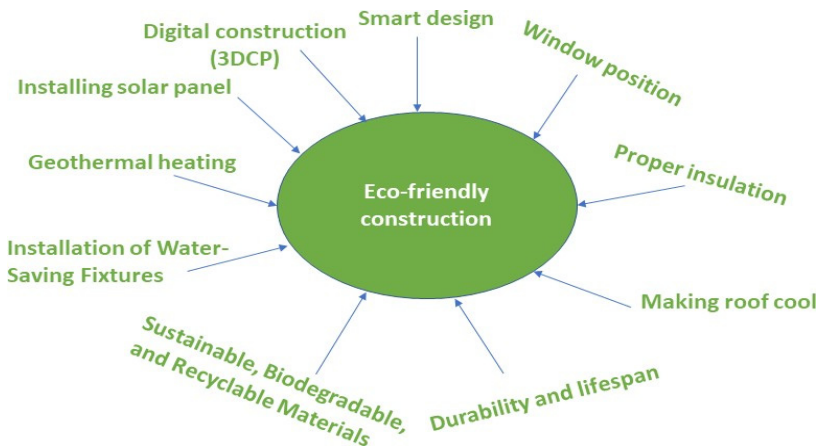 Smart design
Digital construction
(3DCP)
Window position
Installing solar panel
Proper insulation
Geothermal heating
Eco-friendly
construction
Installation of Water-
Saving Fixtures
Making roof cool
Sustainable, Biodegradable,
and Recyclable Materials
Durability and lifespan